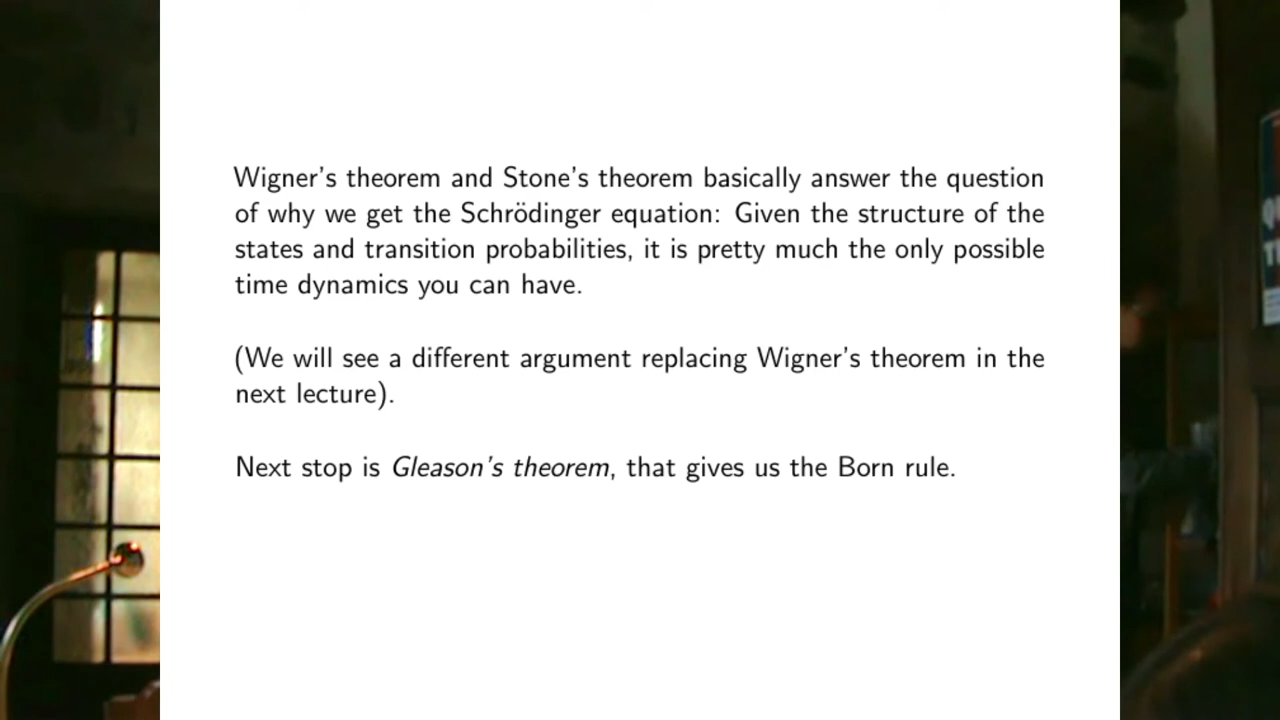 Wigner's theorem and Stone's theorem basically answer the question
of why we get the Schrödinger equation: Given the structure of the
states and transition probabilities, it is pretty much the only possible
time dynamics you can have.
(We will see a different argument replacing Wigner's theorem in the
next lecture).
Next stop is Gleason's theorem, that gives us the Born rule.